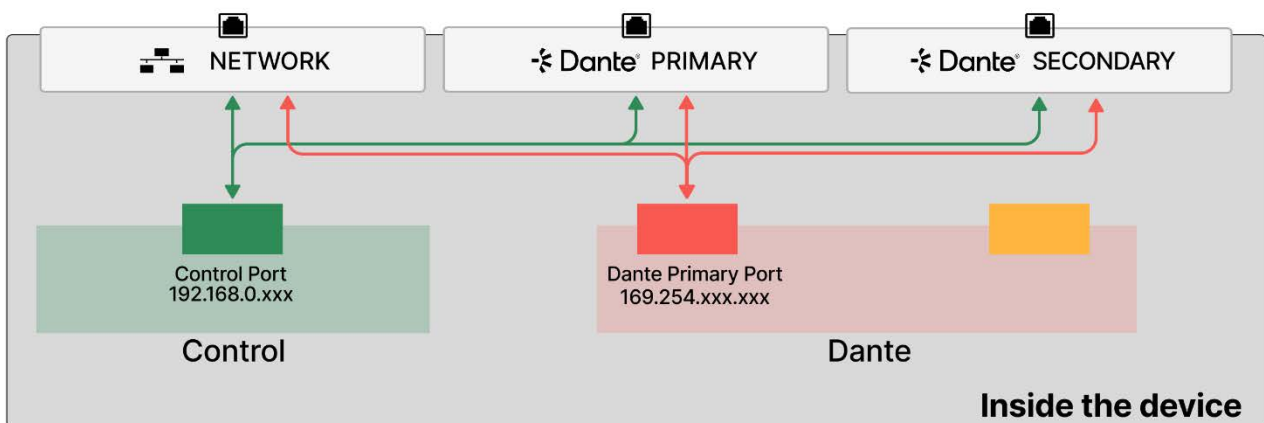 NETWORK
Dante® PRIMARY
Dante® SECONDARY
Control Port
192.168.0.xxx
Dante Primary Port
169.254.xxx.xxx
Control
Dante
Inside the device